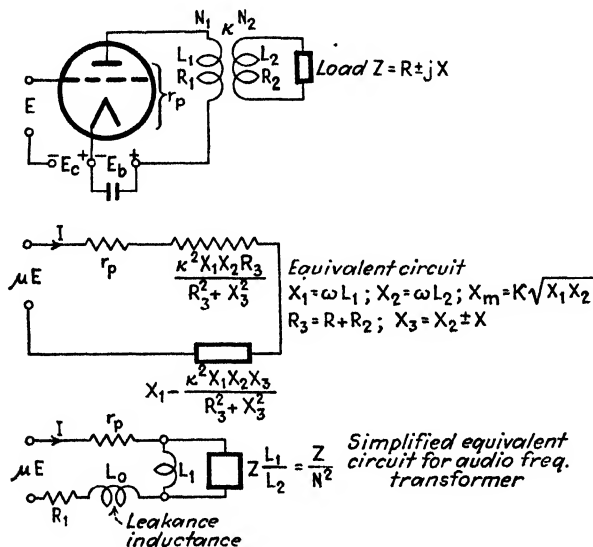 N₁ κ N₂
L₁ L₂
R₁ R₂
Load Z = R ± jX
E
rₚ
− E_c + − E_b +
I
rₚ
κ²X₁X₂R₃ / R₃² + X₃²
μE
Equivalent circuit
X₁=ωL₁; X₂=ωL₂; Xₘ=K√X₁X₂
R₃=R+R₂; X₃=X₂±X
X₁ − κ²X₁X₂X₃ / R₃² + X₃²
I
rₚ
μE
L₁
Z L₁/L₂ = Z/N²
Simplified equivalent
circuit for audio freq.
transformer
R₁
L₀
Leakance
inductance